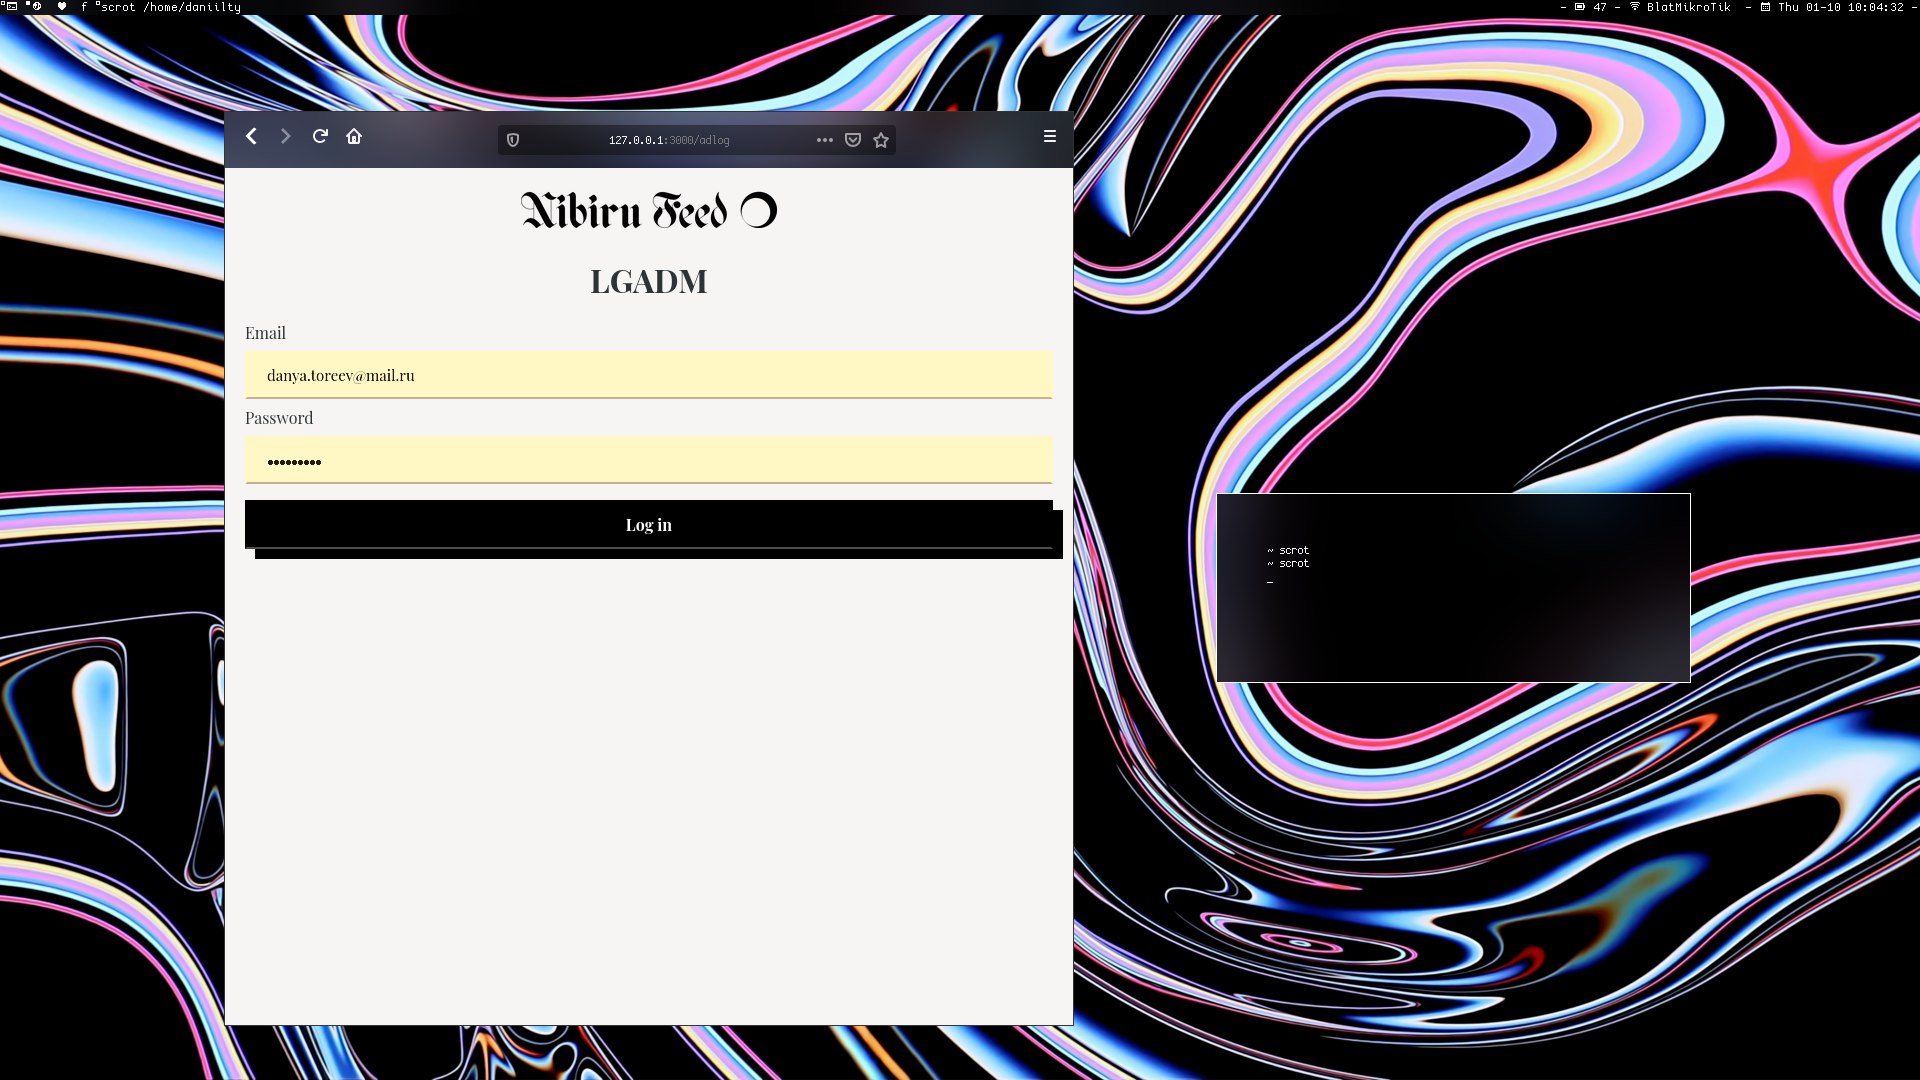 f scrot /home/daniilty
- 47 - BlatMikroTik - Thu 01-10 10:04:32 -
127.0.0.1:3000/adlog
Nibiru Feed
LGADM
Email
danya.toreev@mail.ru
Password
•••••••••
Log in
~ scrot
~ scrot
_